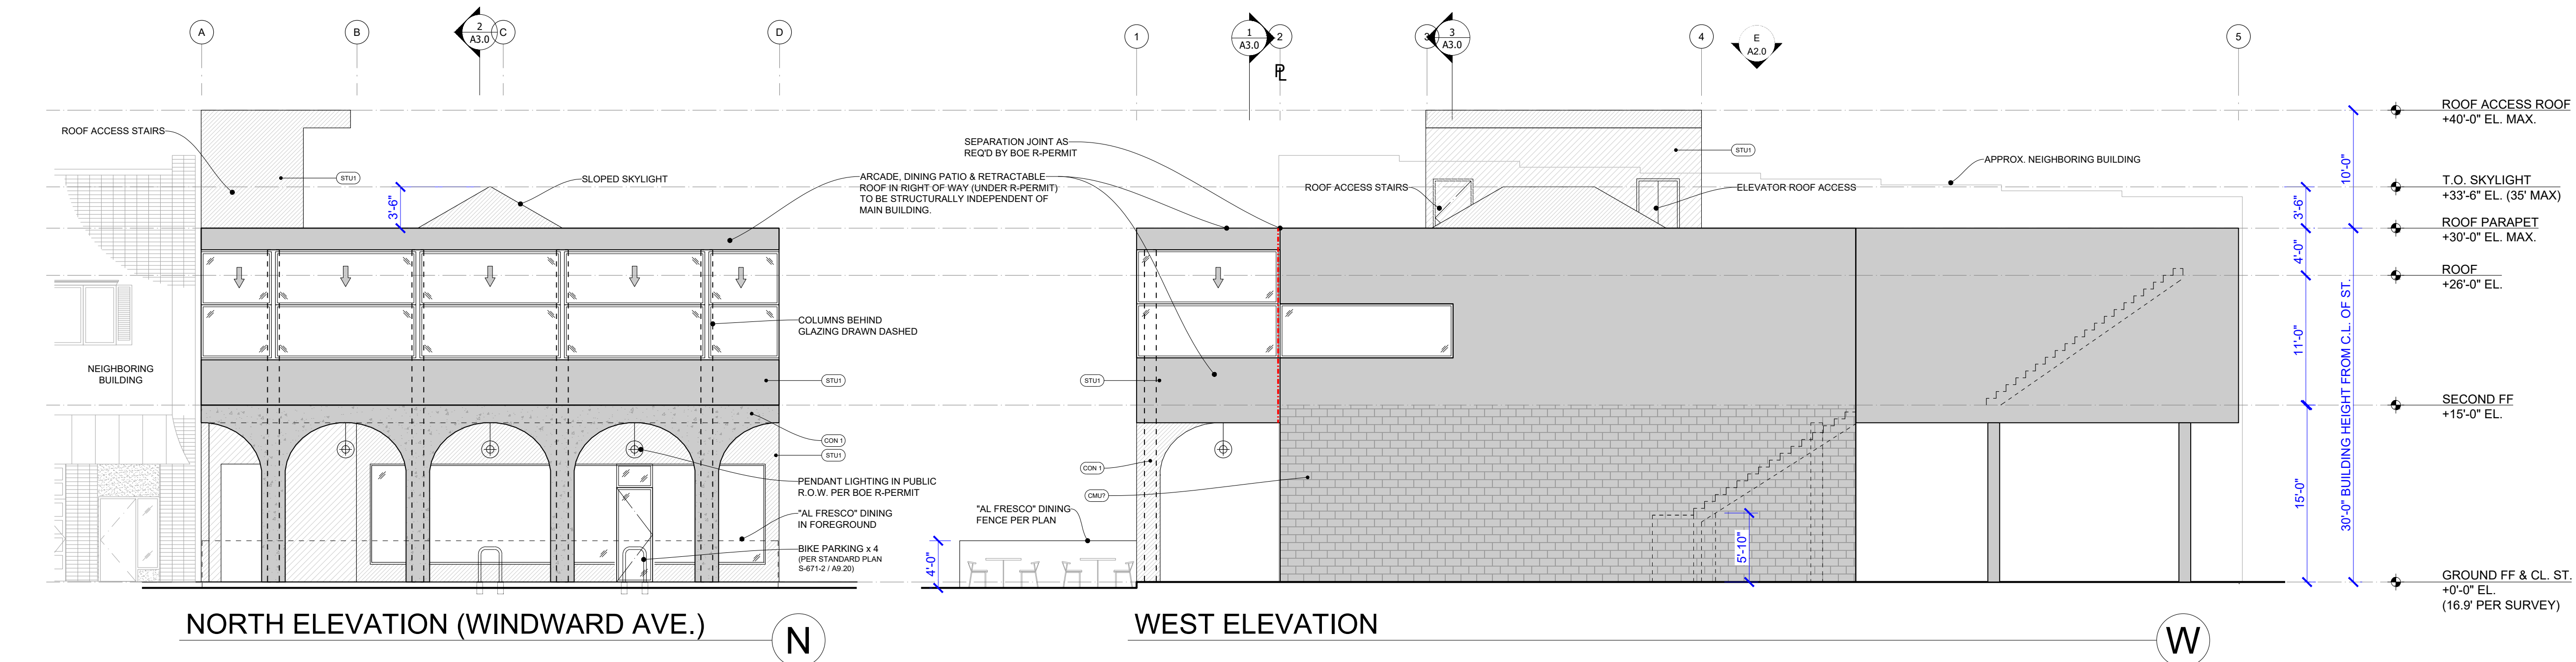 A
B
2
A3.0
C
D
1
1
A3.0
2
PL
3
3
A3.0
4
E
A2.0
5
ROOF ACCESS STAIRS
STU1
3'-6"
SLOPED SKYLIGHT
NEIGHBORING
BUILDING
SEPARATION JOINT AS
REQ'D BY BOE R-PERMIT
ARCADE, DINING PATIO & RETRACTABLE
ROOF IN RIGHT OF WAY (UNDER R-PERMIT)
TO BE STRUCTURALLY INDEPENDENT OF
MAIN BUILDING.
COLUMNS BEHIND
GLAZING DRAWN DASHED
STU1
CON 1
STU1
PENDANT LIGHTING IN PUBLIC
R.O.W. PER BOE R-PERMIT
"AL FRESCO" DINING
IN FOREGROUND
BIKE PARKING x 4
(PER STANDARD PLAN
S-671-2 / A9.20)
NORTH ELEVATION (WINDWARD AVE.)
N
ROOF ACCESS STAIRS
STU1
ELEVATOR ROOF ACCESS
APPROX. NEIGHBORING BUILDING
STU1
CON 1
CMU?
"AL FRESCO" DINING
FENCE PER PLAN
4'-0"
5'-10"
WEST ELEVATION
W
10'-0"
3'-6"
4'-0"
11'-0"
15'-0"
30'-0" BUILDING HEIGHT FROM C.L. OF ST.
ROOF ACCESS ROOF
+40'-0" EL. MAX.
T.O. SKYLIGHT
+33'-6" EL. (35' MAX)
ROOF PARAPET
+30'-0" EL. MAX.
ROOF
+26'-0" EL.
SECOND FF
+15'-0" EL.
GROUND FF & CL. ST.
+0'-0" EL.
(16.9' PER SURVEY)